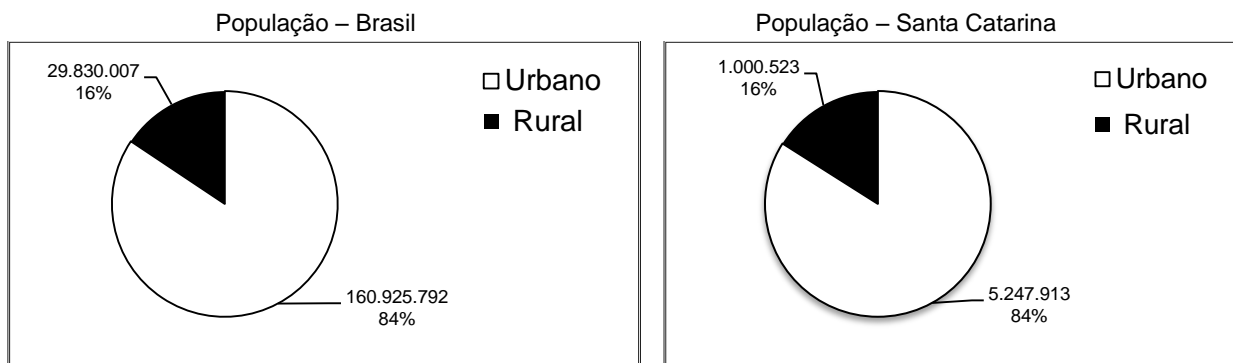 População – Brasil
29.830.007
16%
Urbano
Rural
160.925.792
84%
População – Santa Catarina
1.000.523
16%
Urbano
Rural
5.247.913
84%